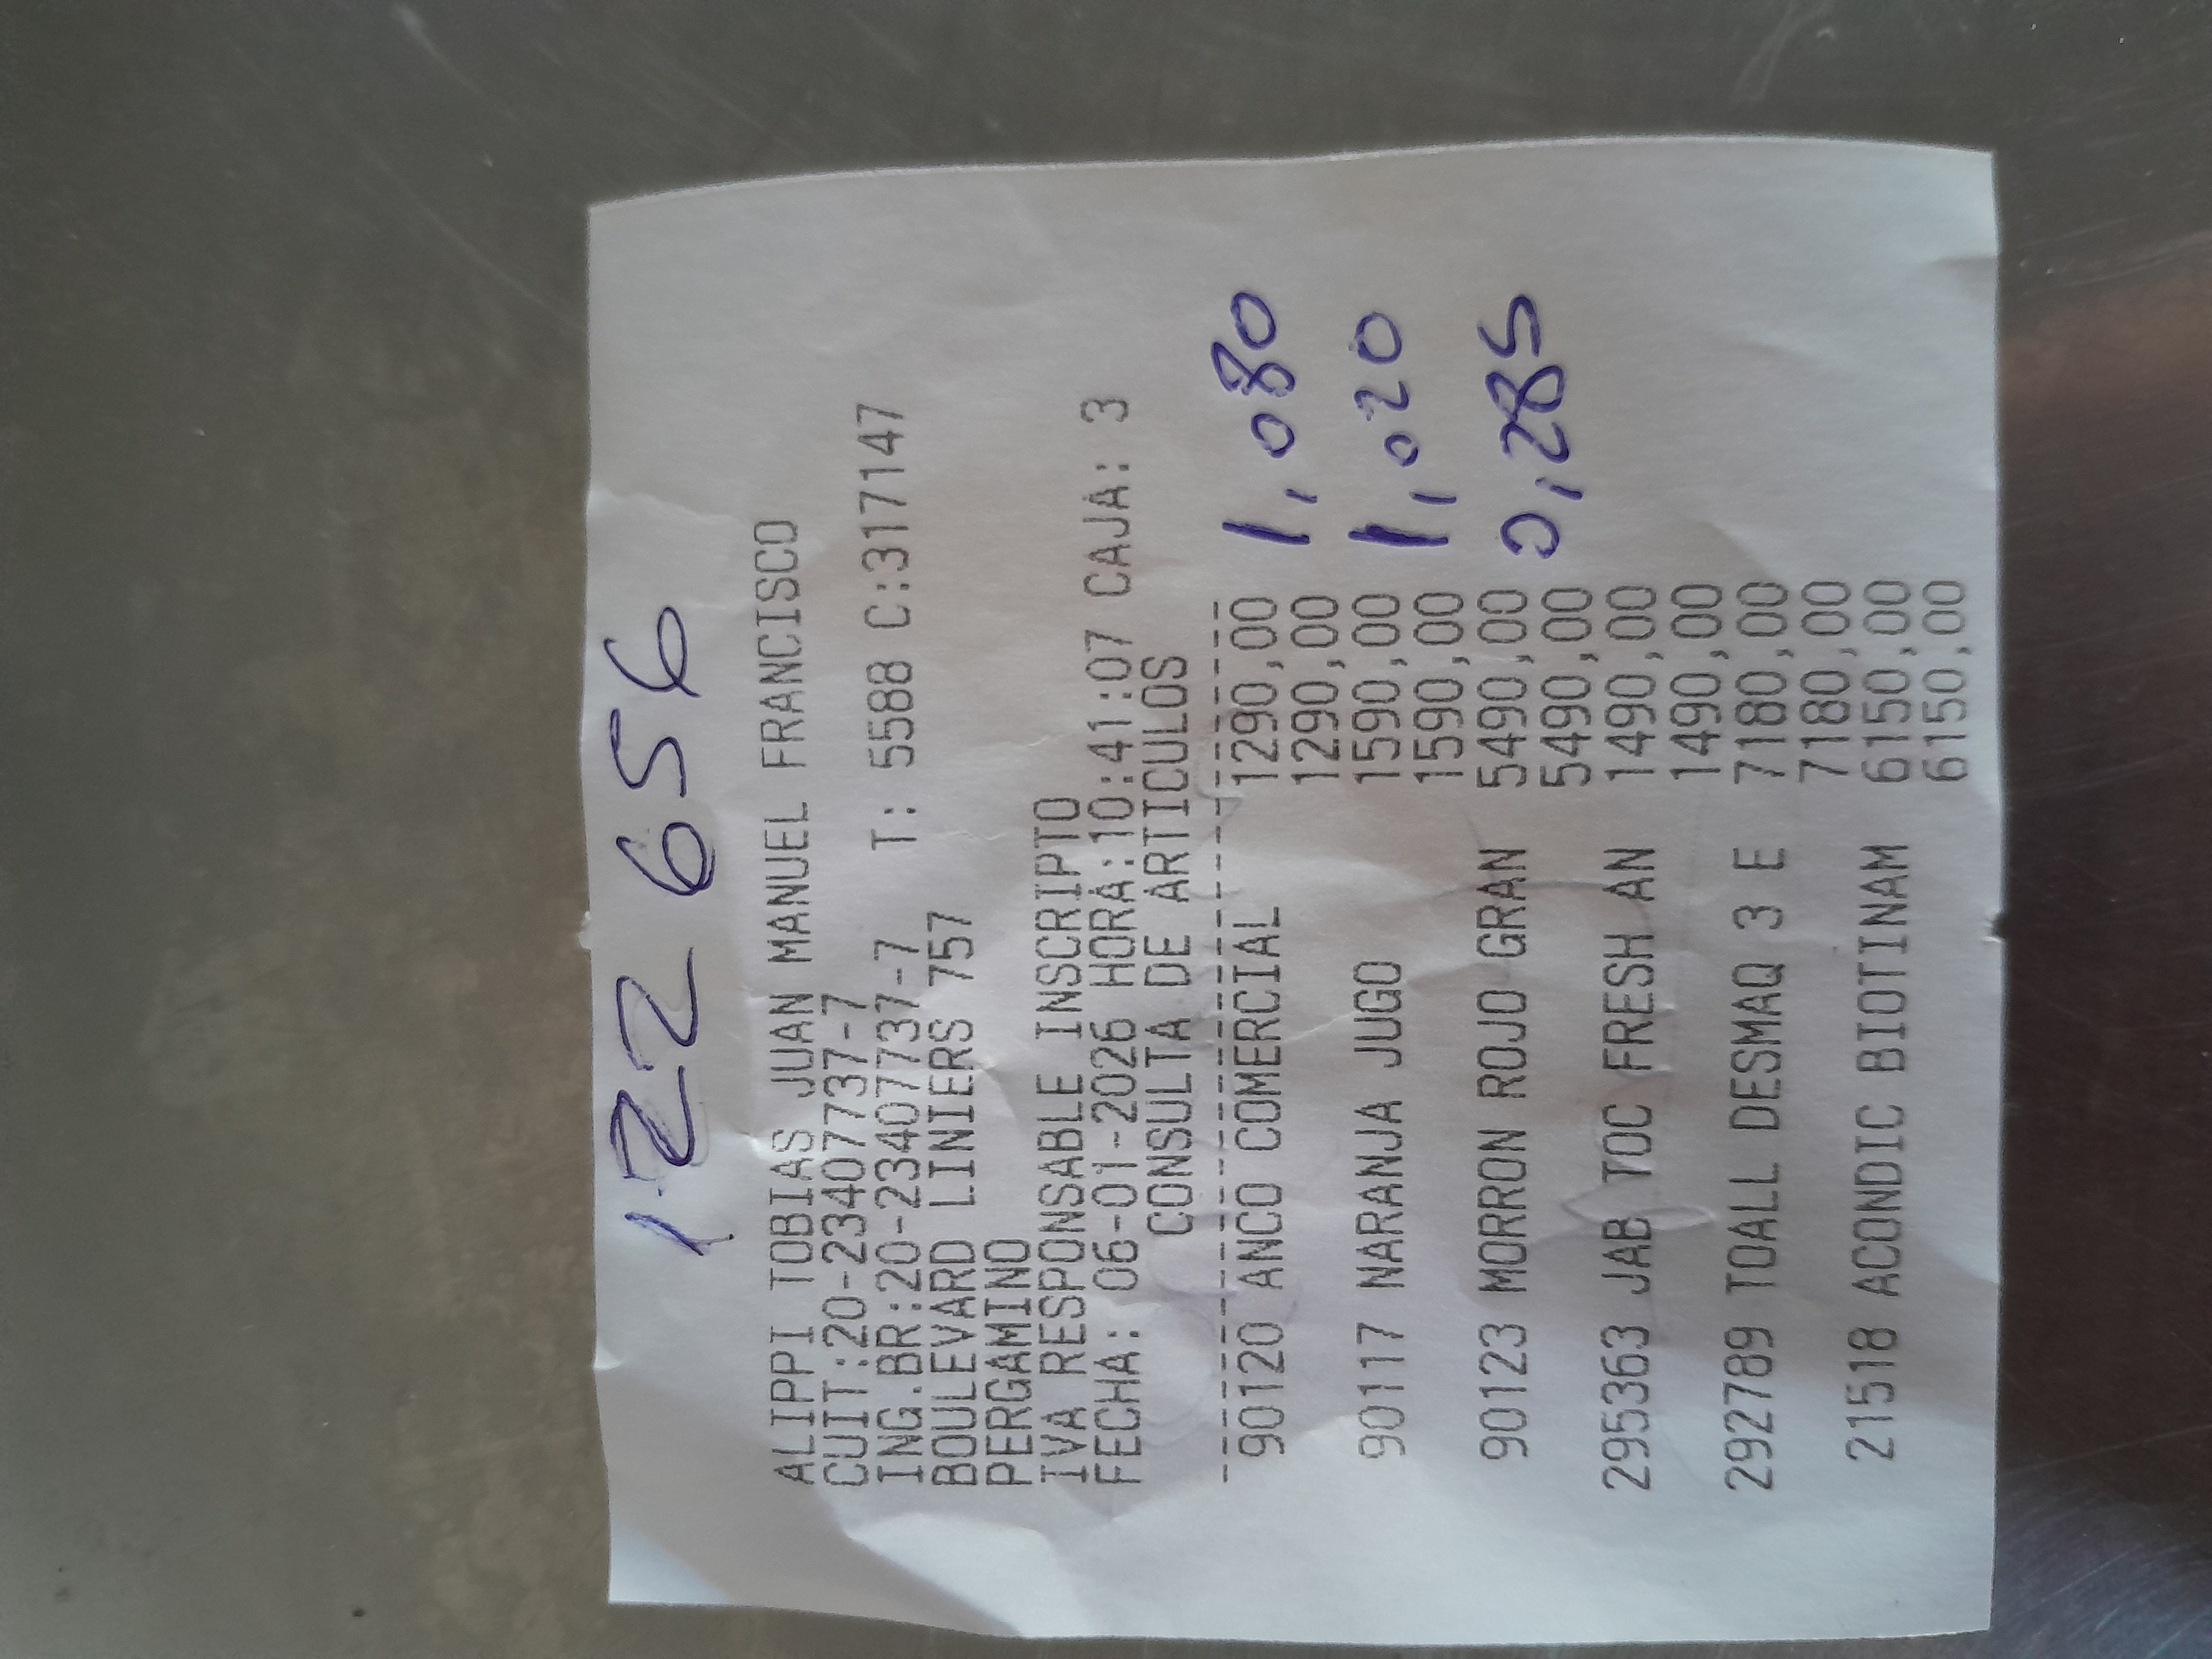 122656
ALIPPI TOBIAS JUAN MANUEL FRANCISCO
CUIT:20-23407737-7
ING.BR:20-23407737-7 T: 5588 C:317147
BOULEVARD LINIERS 757
PERGAMINO
IVA RESPONSABLE INSCRIPTO
FECHA: 06-01-2026 HORA:10:41:07 CAJA: 3
CONSULTA DE ARTICULOS
90120 ANCO COMERCIAL 1290,00 1,080
1290,00
90117 NARANJA JUGO 1590,00 1,020
1590,00
90123 MORRON ROJO GRAN 5490,00 0,285
5490,00
295363 JAB TOC FRESH AN 1490,00
1490,00
292789 TOALL DESMAQ 3 E 7180,00
7180,00
21518 ACONDIC BIOTINAM 6150,00
6150,00